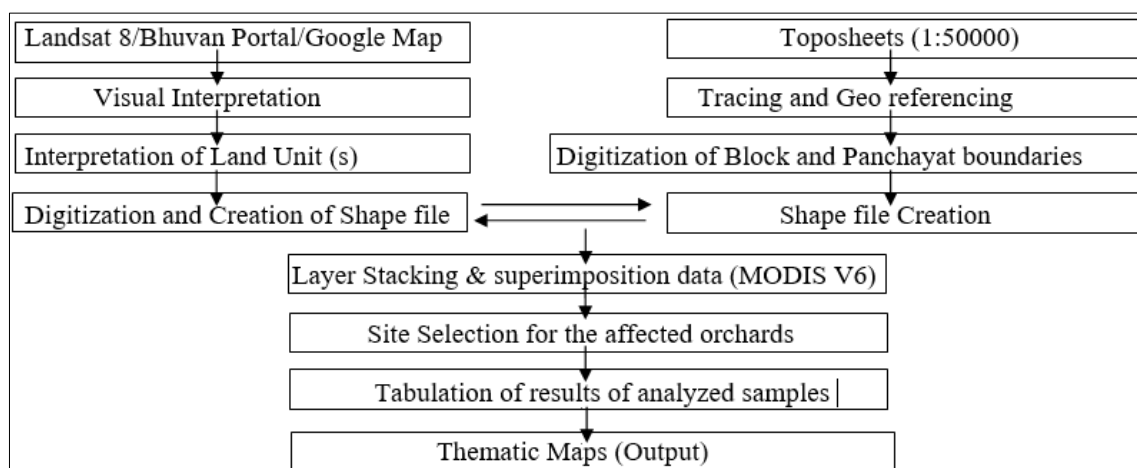 Landsat 8/Bhuvan Portal/Google Map
Toposheets (1:50000)
Visual Interpretation
Tracing and Geo referencing
Interpretation of Land Unit (s)
Digitization of Block and Panchayat boundaries
Digitization and Creation of Shape file
Shape file Creation
Layer Stacking & superimposition data (MODIS V6)
Site Selection for the affected orchards
Tabulation of results of analyzed samples
Thematic Maps (Output)